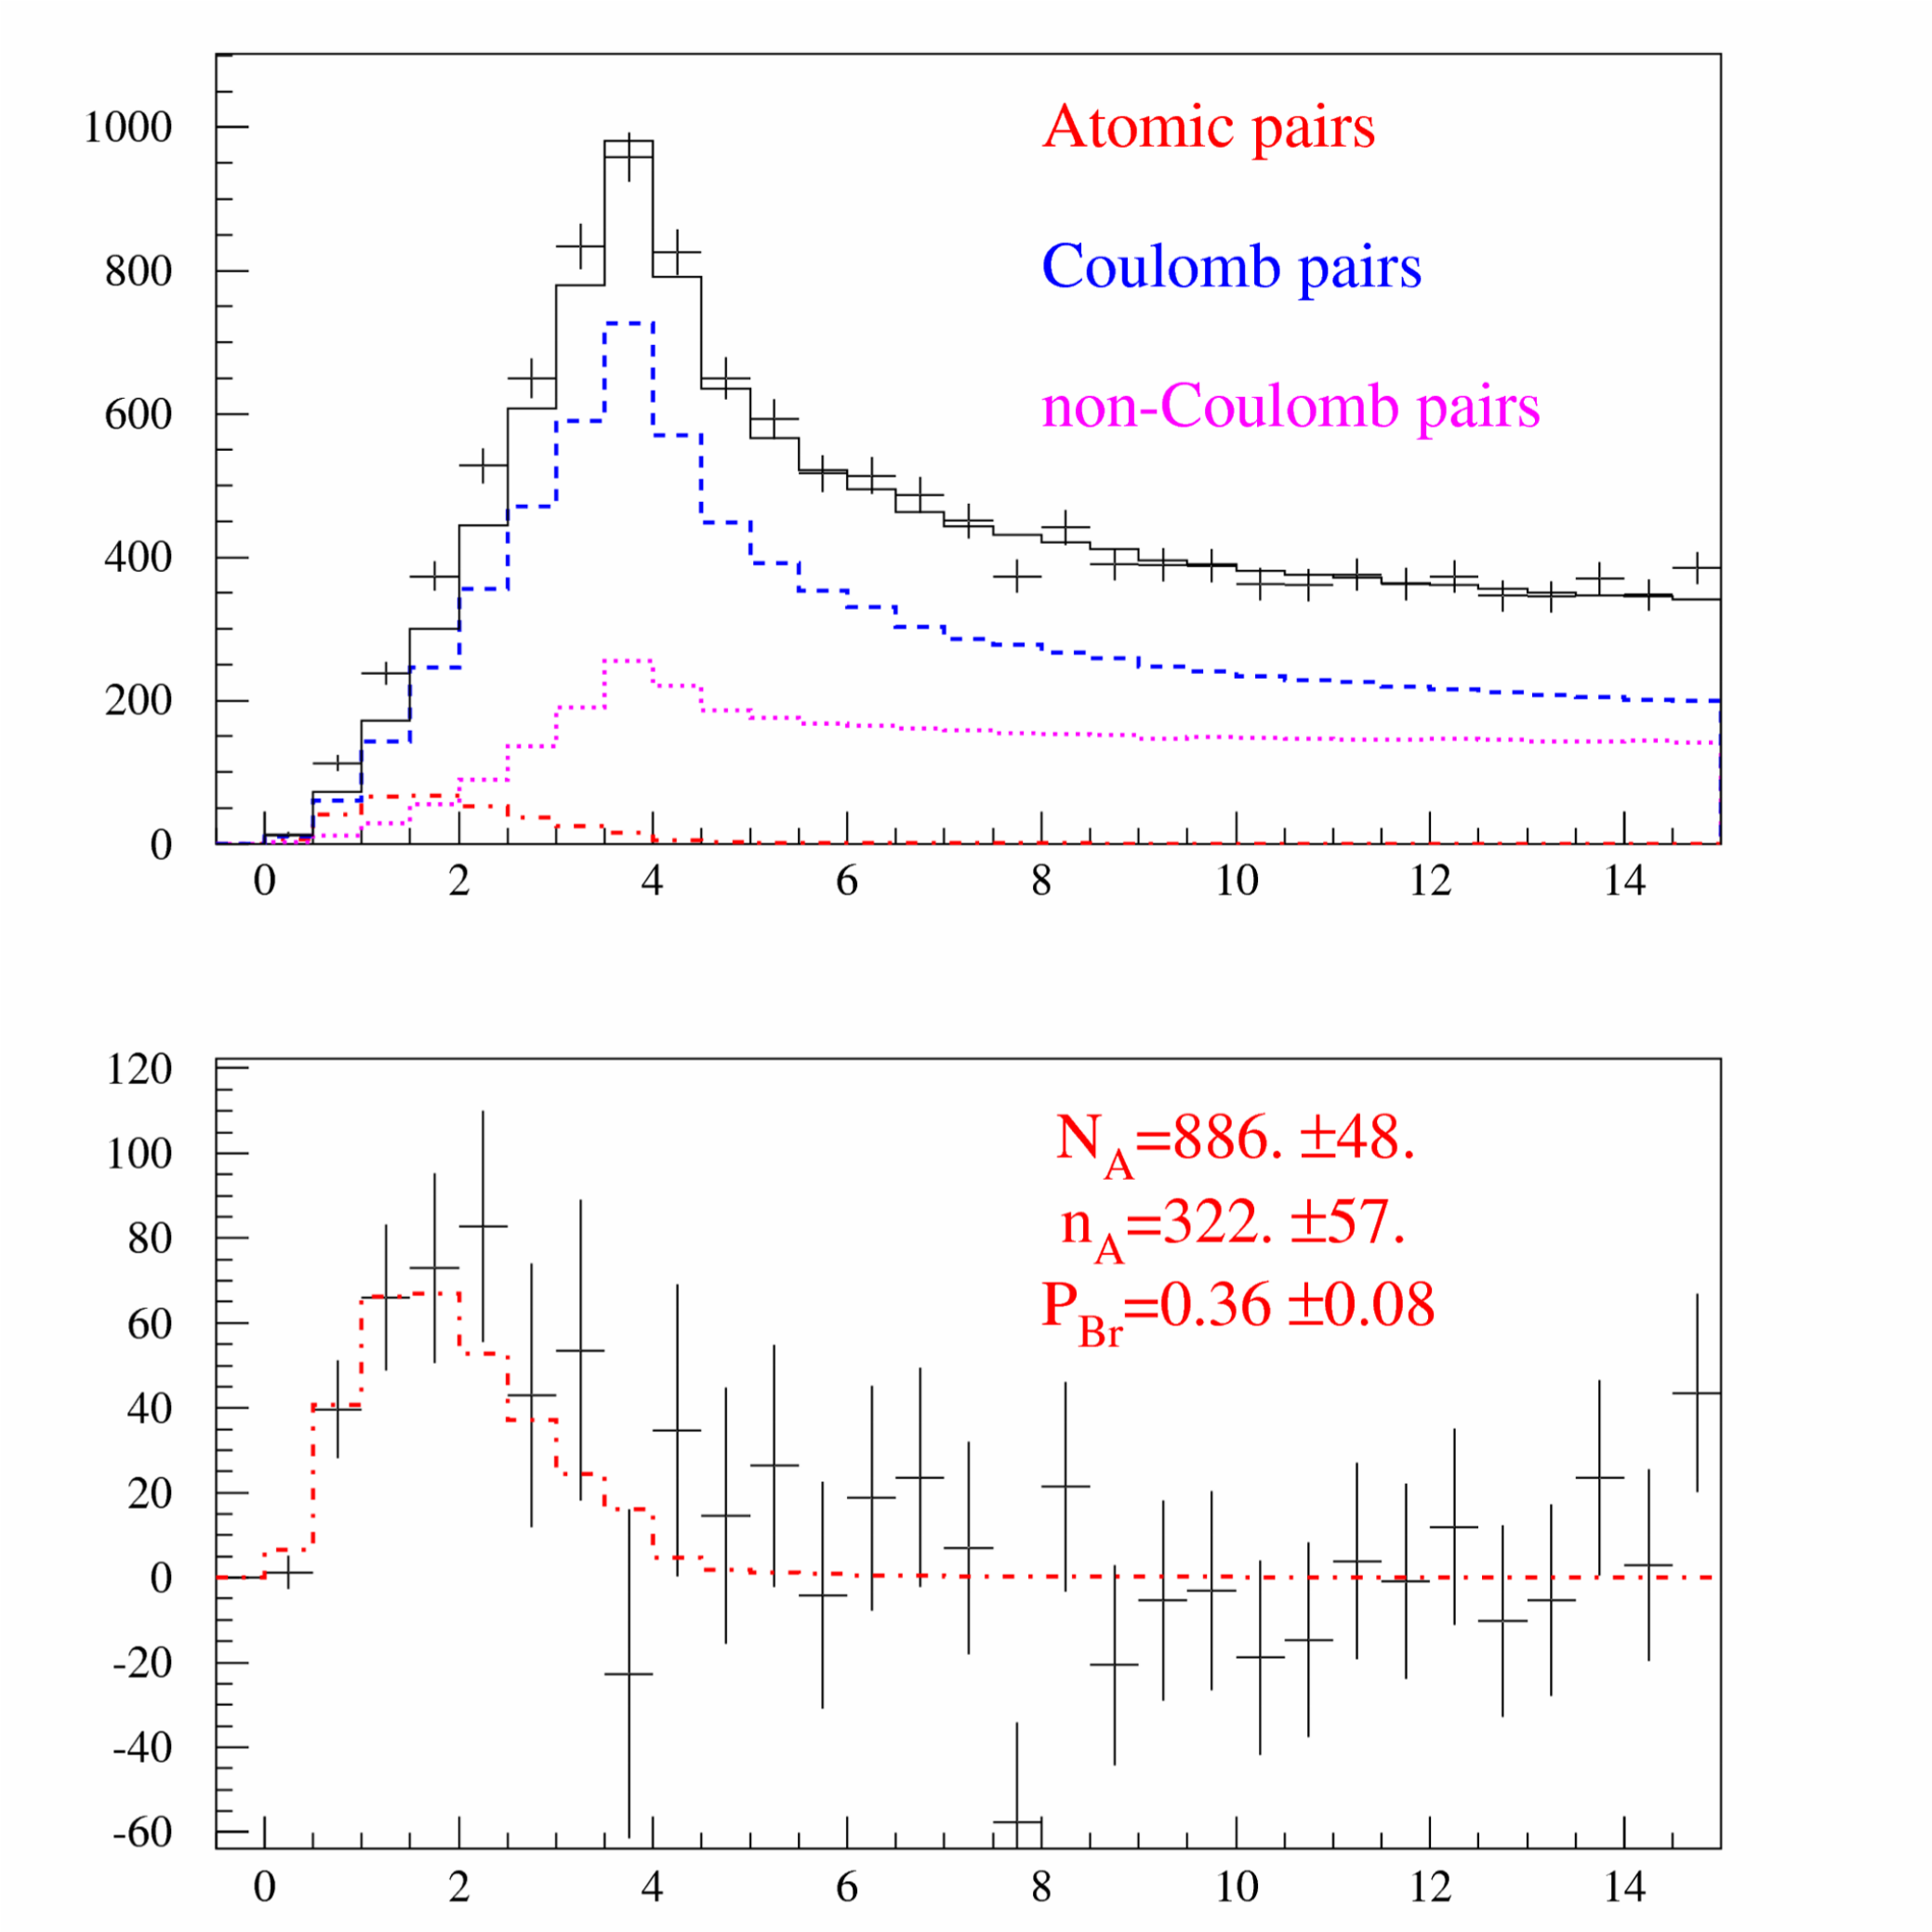 1000
800
600
400
200
0
Atomic pairs
Coulomb pairs
non-Coulomb pairs
0 2 4 6 8 10 12 14
120
100
80
60
40
20
0
-20
-40
-60
N_A=886. ±48.
n_A=322. ±57.
P_Br=0.36 ±0.08
0 2 4 6 8 10 12 14